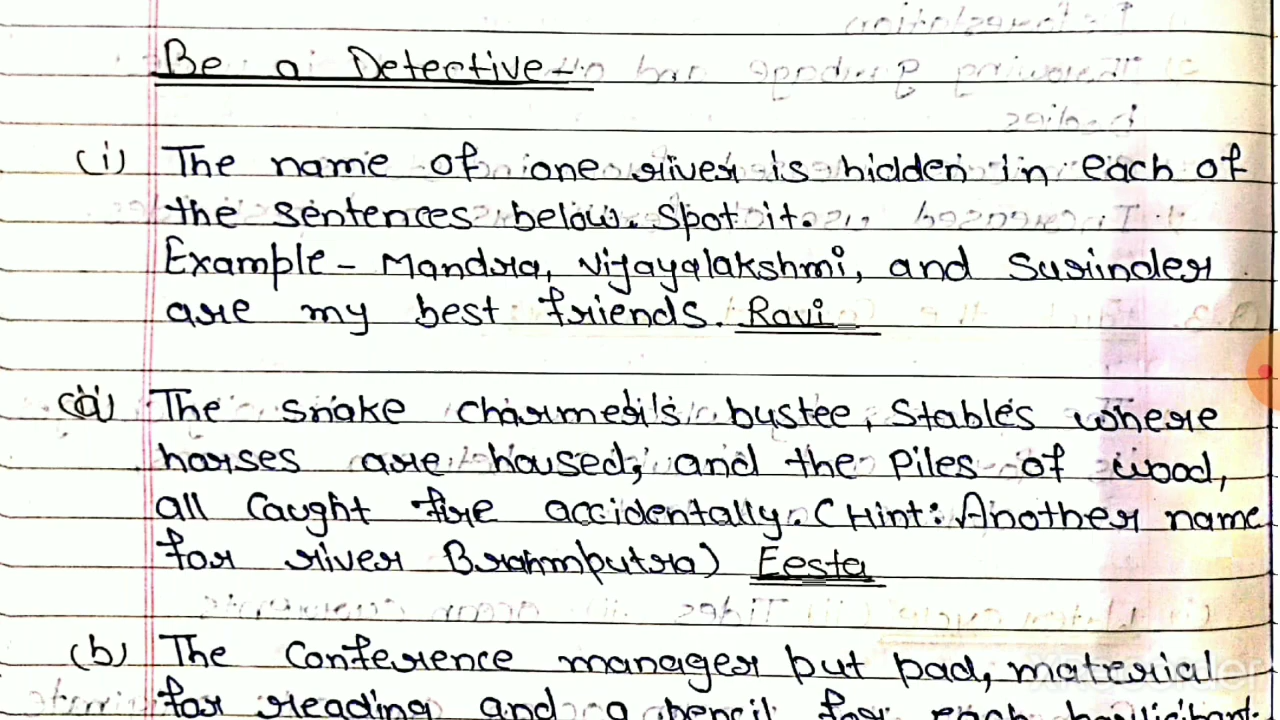 Be a Detective -
(i) The name of one river is hidden in each of
the sentences below. Spot it.
Example - Mandra, Vijayalakshmi, and Surinder
are my best friends. Ravi
(a) The snake charmer's bustee, stables where
horses are housed, and the Piles of wood,
all caught fire accidentally. (Hint: Another name
for river Brahmputra) Eesta
(b) The conference manager put pad, material
for reading and a pencil for each